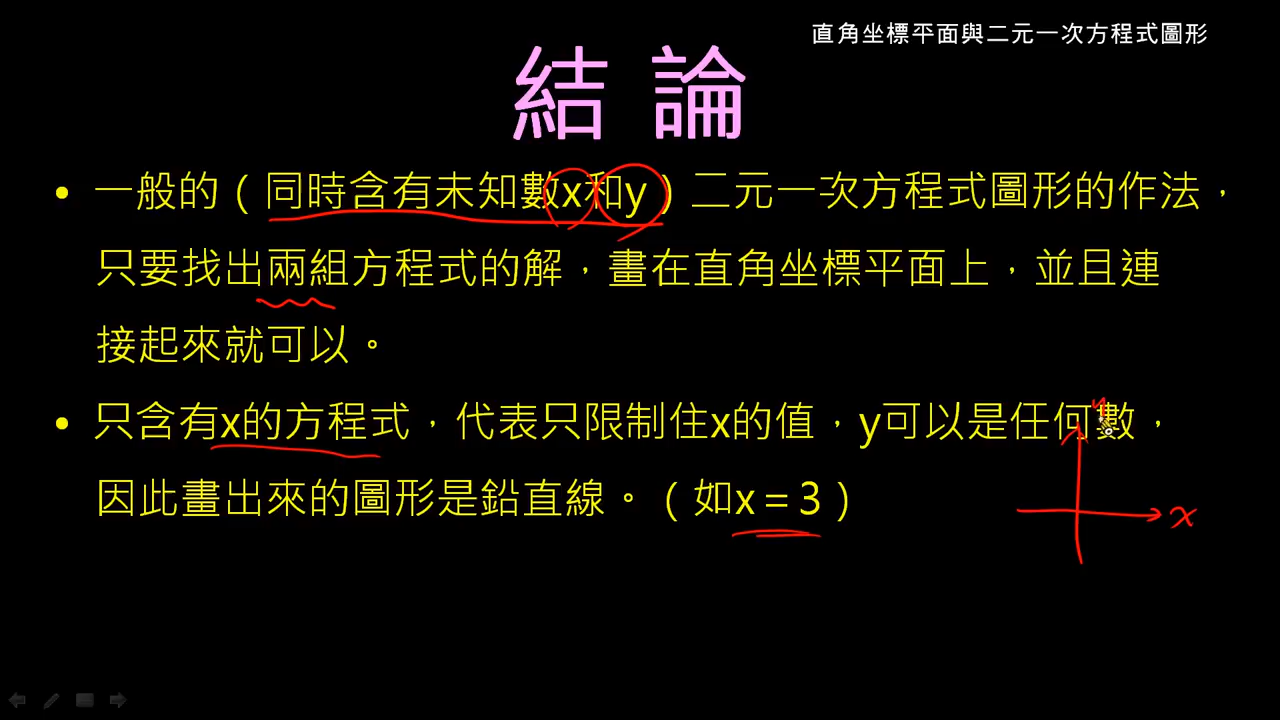 直角坐標平面與二元一次方程式圖形
結論
• 一般的（同時含有未知數x和y）二元一次方程式圖形的作法，
只要找出兩組方程式的解，畫在直角坐標平面上，並且連
接起來就可以。
• 只含有x的方程式，代表只限制住x的值，y可以是任何數，
因此畫出來的圖形是鉛直線。（如x＝3）
x